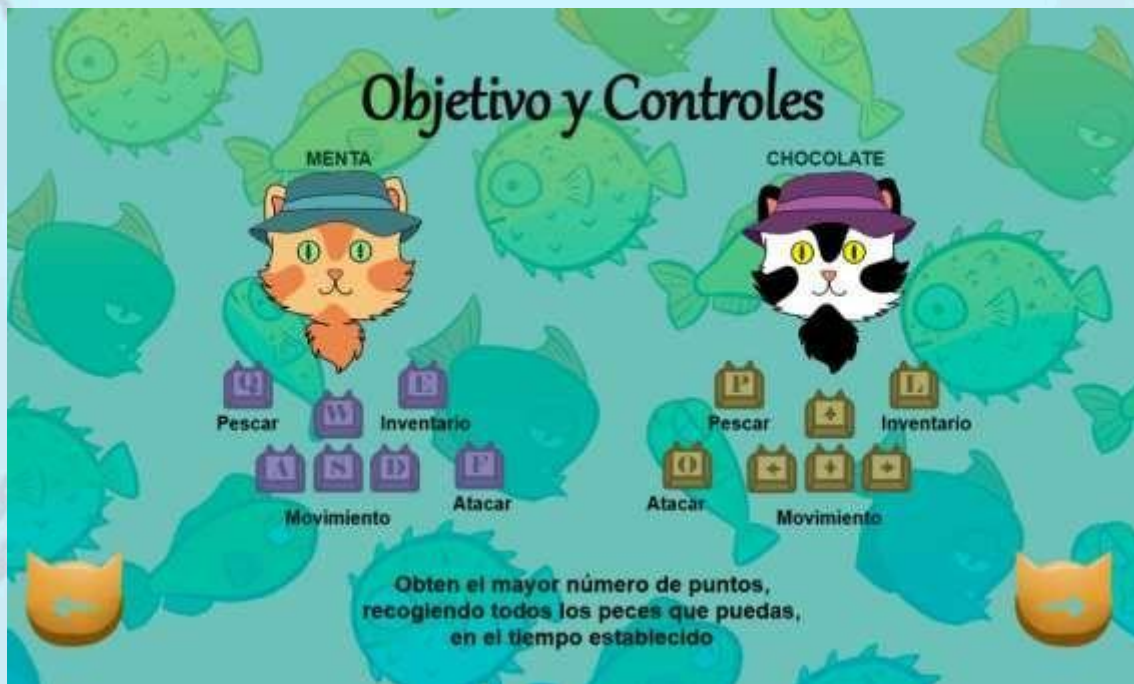 Objetivo y Controles
MENTA
CHOCOLATE
Q
E
P
L
Pescar
W
Inventario
Pescar
Inventario
A S D
F
O
Atacar
Atacar
Movimiento
Movimiento
Obten el mayor número de puntos,
recogiendo todos los peces que puedas,
en el tiempo establecido